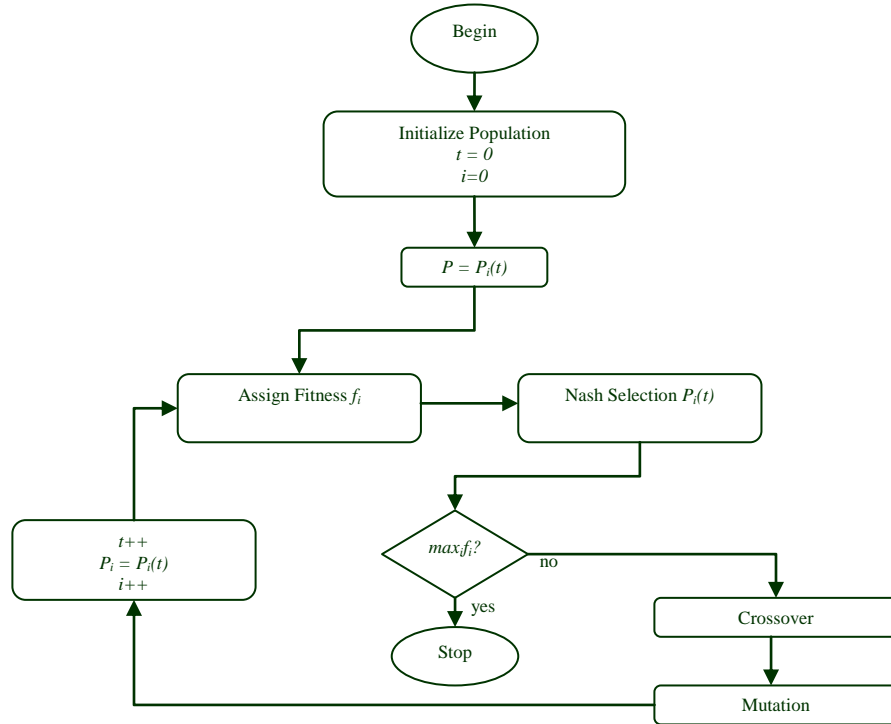 Begin
Initialize Population
t = 0
i=0
P = Pᵢ(t)
Assign Fitness fᵢ
Nash Selection Pᵢ(t)
maxᵢfᵢ?
no
yes
Stop
Crossover
Mutation
t++
Pᵢ = Pᵢ(t)
i++